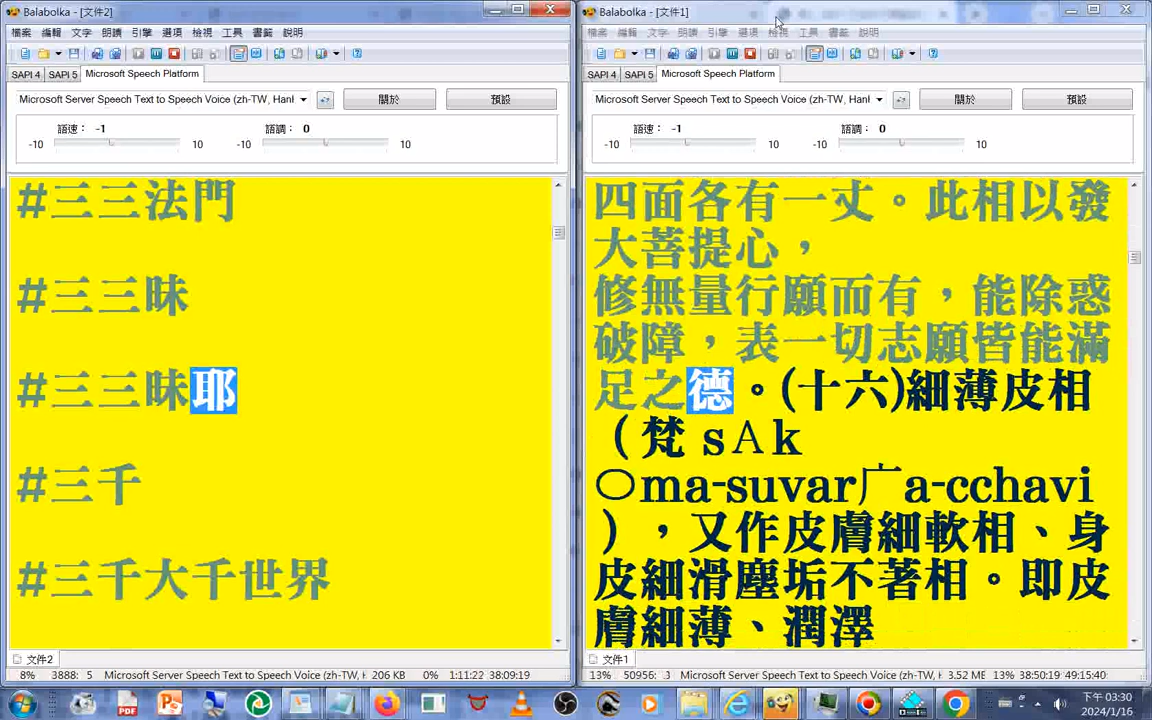 Balabolka - [文件2]
檔案 編輯 文字 朗讀 引擎 選項 檢視 工具 書籤 說明
SAPI 4 SAPI 5 Microsoft Speech Platform
Microsoft Server Speech Text to Speech Voice (zh-TW, Hanl
關於 預設
語速： -1 語調： 0
-10 10 -10 10
#三三法門
#三三昧
#三三昧耶
#三千
#三千大千世界
文件2
8% 3888: 5 Microsoft Server Speech Text to Speech Voice (zh-TW, H 206 KB 0% 1:11:22 38:09:19
Balabolka - [文件1]
檔案 編輯 文字 朗讀 引擎 選項 檢視 工具 書籤 說明
SAPI 4 SAPI 5 Microsoft Speech Platform
Microsoft Server Speech Text to Speech Voice (zh-TW, Hanl
關於 預設
語速： -1 語調： 0
-10 10 -10 10
四面各有一丈。此相以發
大菩提心，
修無量行願而有，能除惑
破障，表一切志願皆能滿
足之德。(十六)細薄皮相
（梵 sＡk
○ma-suvar广a-cchavi
），又作皮膚細軟相、身
皮細滑塵垢不著相。即皮
膚細薄、潤澤
文件1
13% 50955: .3 Microsoft Server Speech Text to Speech Voice (zh-TW, H 3.52 ME 13% 38:50:19 49:15:40
下午 03:30
2024/1/16